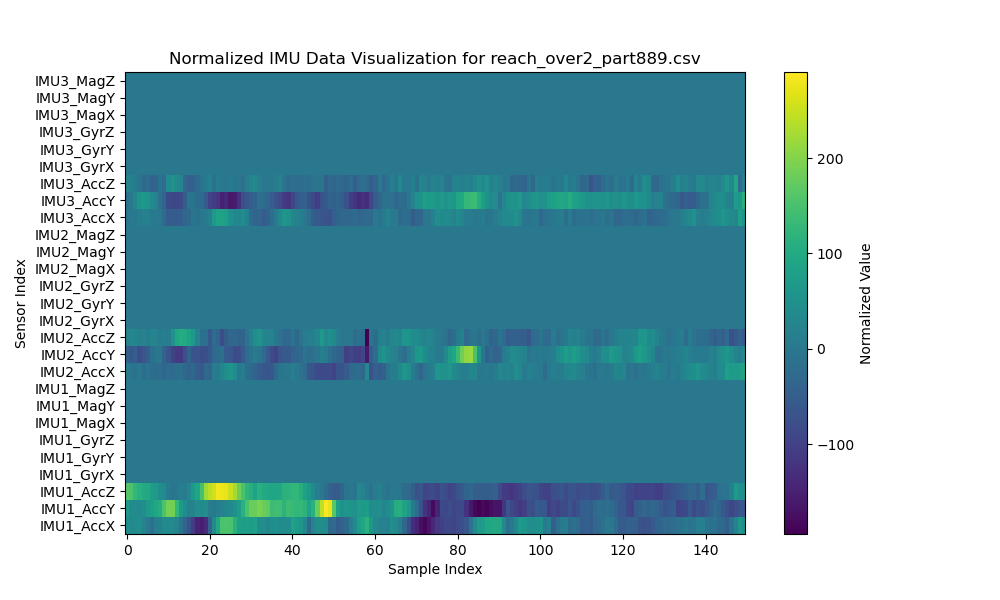 Normalized IMU Data Visualization for reach_over2_part889.csv
IMU3_MagZ
IMU3_MagY
IMU3_MagX
IMU3_GyrZ
IMU3_GyrY
IMU3_GyrX
IMU3_AccZ
IMU3_AccY
IMU3_AccX
IMU2_MagZ
IMU2_MagY
IMU2_MagX
IMU2_GyrZ
IMU2_GyrY
IMU2_GyrX
IMU2_AccZ
IMU2_AccY
IMU2_AccX
IMU1_MagZ
IMU1_MagY
IMU1_MagX
IMU1_GyrZ
IMU1_GyrY
IMU1_GyrX
IMU1_AccZ
IMU1_AccY
IMU1_AccX
Sensor Index
0 20 40 60 80 100 120 140
Sample Index
200
100
0
−100
Normalized Value